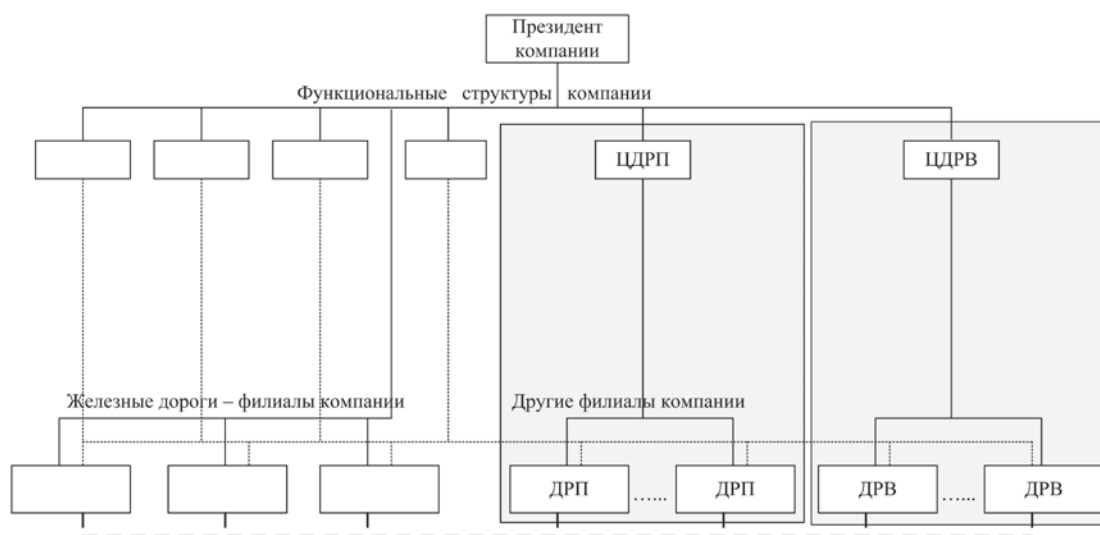 Президент
компании
Функциональные структуры компании
ЦДРП
ЦДРВ
Железные дороги – филиалы компании
Другие филиалы компании
ДРП
…...
ДРП
ДРВ
…...
ДРВ